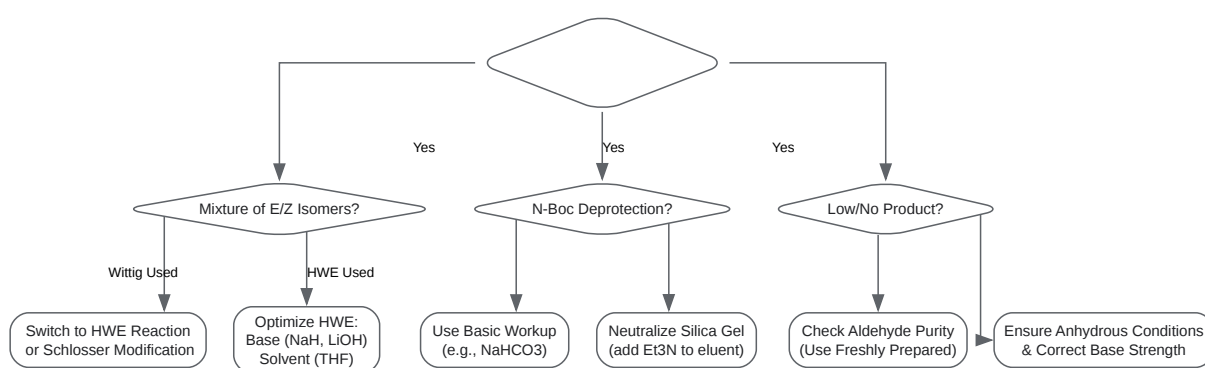 Yes
Yes
Yes
Mixture of E/Z Isomers?
N-Boc Deprotection?
Low/No Product?
Wittig Used
HWE Used
Switch to HWE Reaction
or Schlosser Modification
Optimize HWE:
Base (NaH, LiOH)
Solvent (THF)
Use Basic Workup
(e.g., NaHCO3)
Neutralize Silica Gel
(add Et3N to eluent)
Check Aldehyde Purity
(Use Freshly Prepared)
Ensure Anhydrous Conditions
& Correct Base Strength